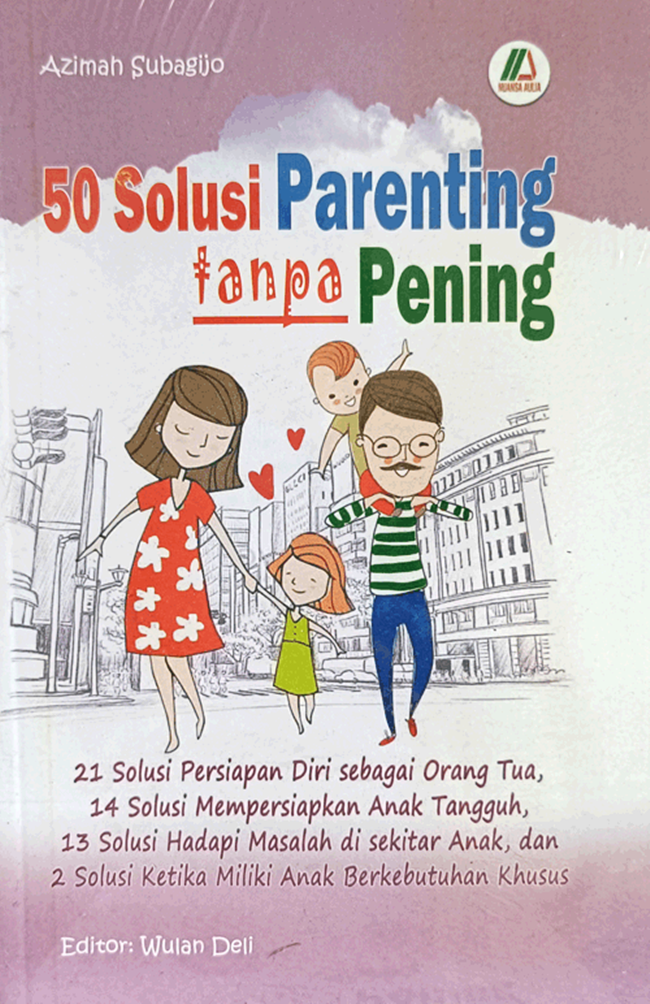 Azimah Subagijo
NUANSA AULIA
50 Solusi Parenting
tanpa Pening
21 Solusi Persiapan Diri sebagai Orang Tua,
14 Solusi Mempersiapkan Anak Tangguh,
13 Solusi Hadapi Masalah di sekitar Anak, dan
2 Solusi Ketika Miliki Anak Berkebutuhan Khusus
Editor: Wulan Deli